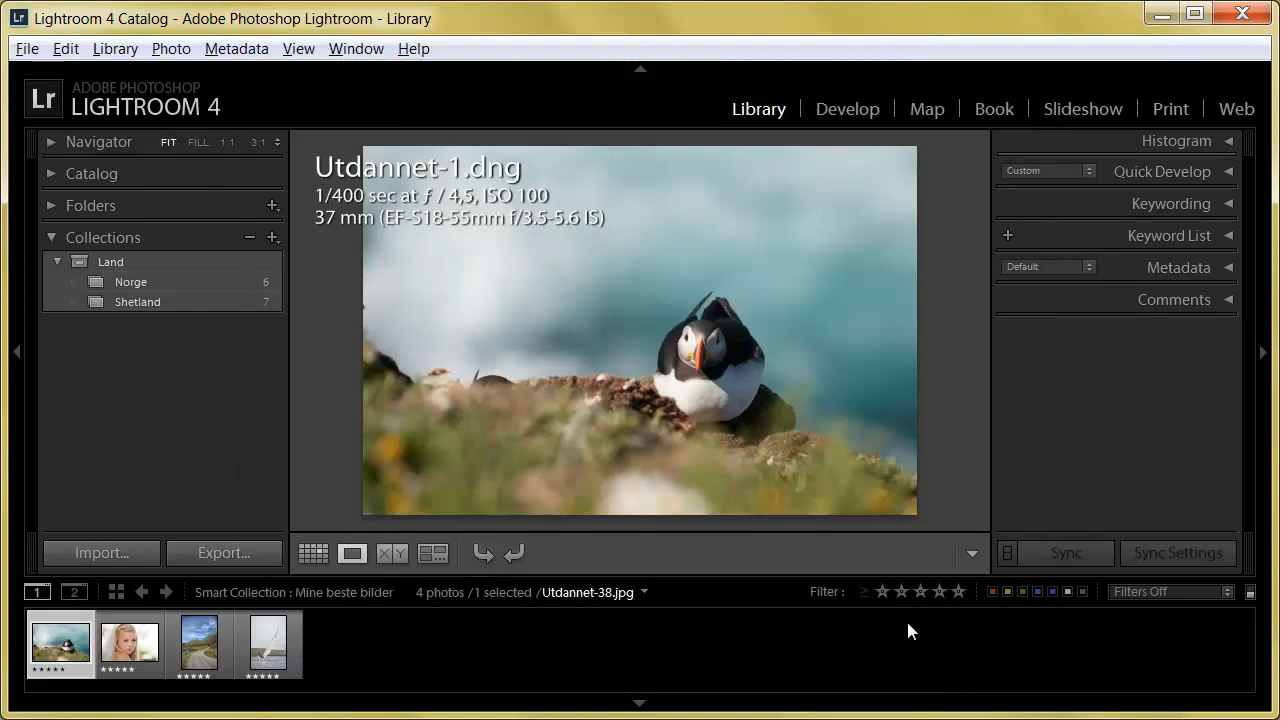 Lr Lightroom 4 Catalog - Adobe Photoshop Lightroom - Library
File Edit Library Photo Metadata View Window Help
Lr ADOBE PHOTOSHOP
LIGHTROOM 4
Library Develop Map Book Slideshow Print Web
Navigator FIT FILL 1:1 3:1
Catalog
Folders
Collections
Land
Norge 6
Shetland 7
Import... Export...
Utdannet-1.dng
1/400 sec at ƒ / 4,5, ISO 100
37 mm (EF-S18-55mm f/3.5-5.6 IS)
Histogram
Custom Quick Develop
Keywording
Keyword List
Default Metadata
Comments
X Y
Sync Sync Settings
1 2 Smart Collection : Mine beste bilder 4 photos /1 selected /Utdannet-38.jpg Filter : ≥ Filters Off